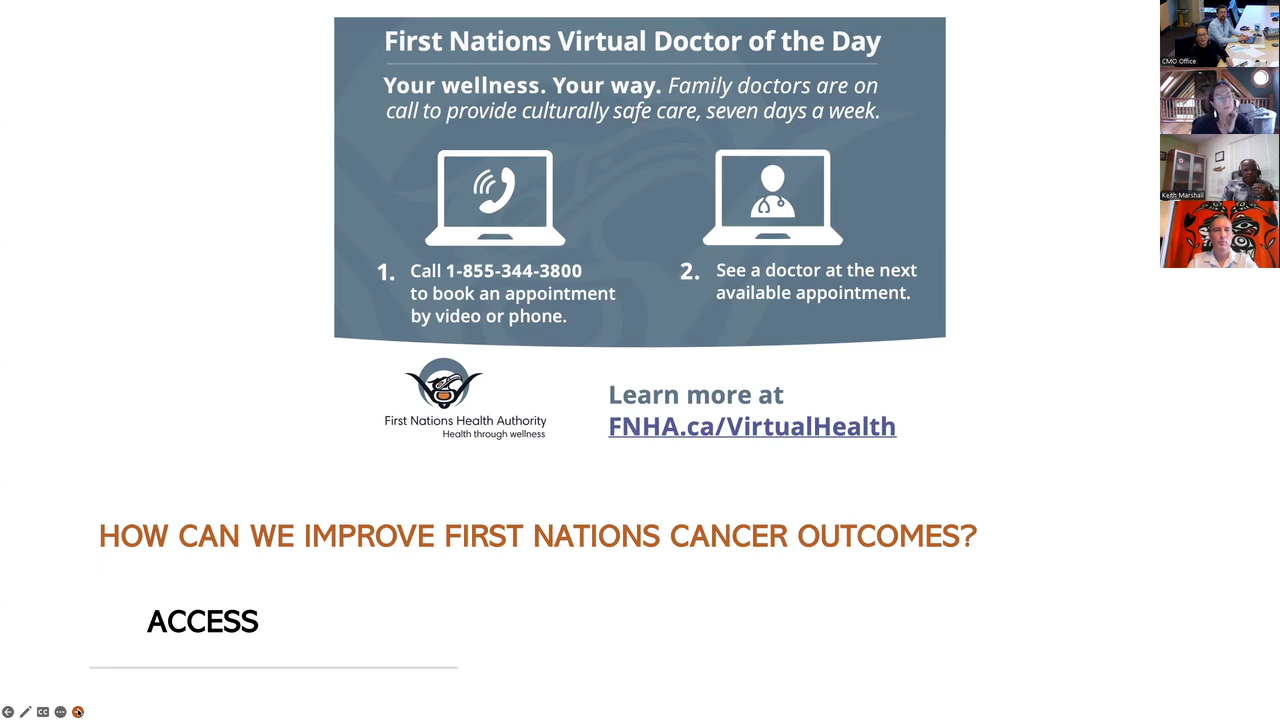 First Nations Virtual Doctor of the Day
Your wellness. Your way. Family doctors are on
call to provide culturally safe care, seven days a week.
1. Call 1-855-344-3800
to book an appointment
by video or phone.
2. See a doctor at the next
available appointment.
First Nations Health Authority
Health through wellness
Learn more at
FNHA.ca/VirtualHealth
HOW CAN WE IMPROVE FIRST NATIONS CANCER OUTCOMES?
ACCESS
CMO Office
Keith Marshall
CC